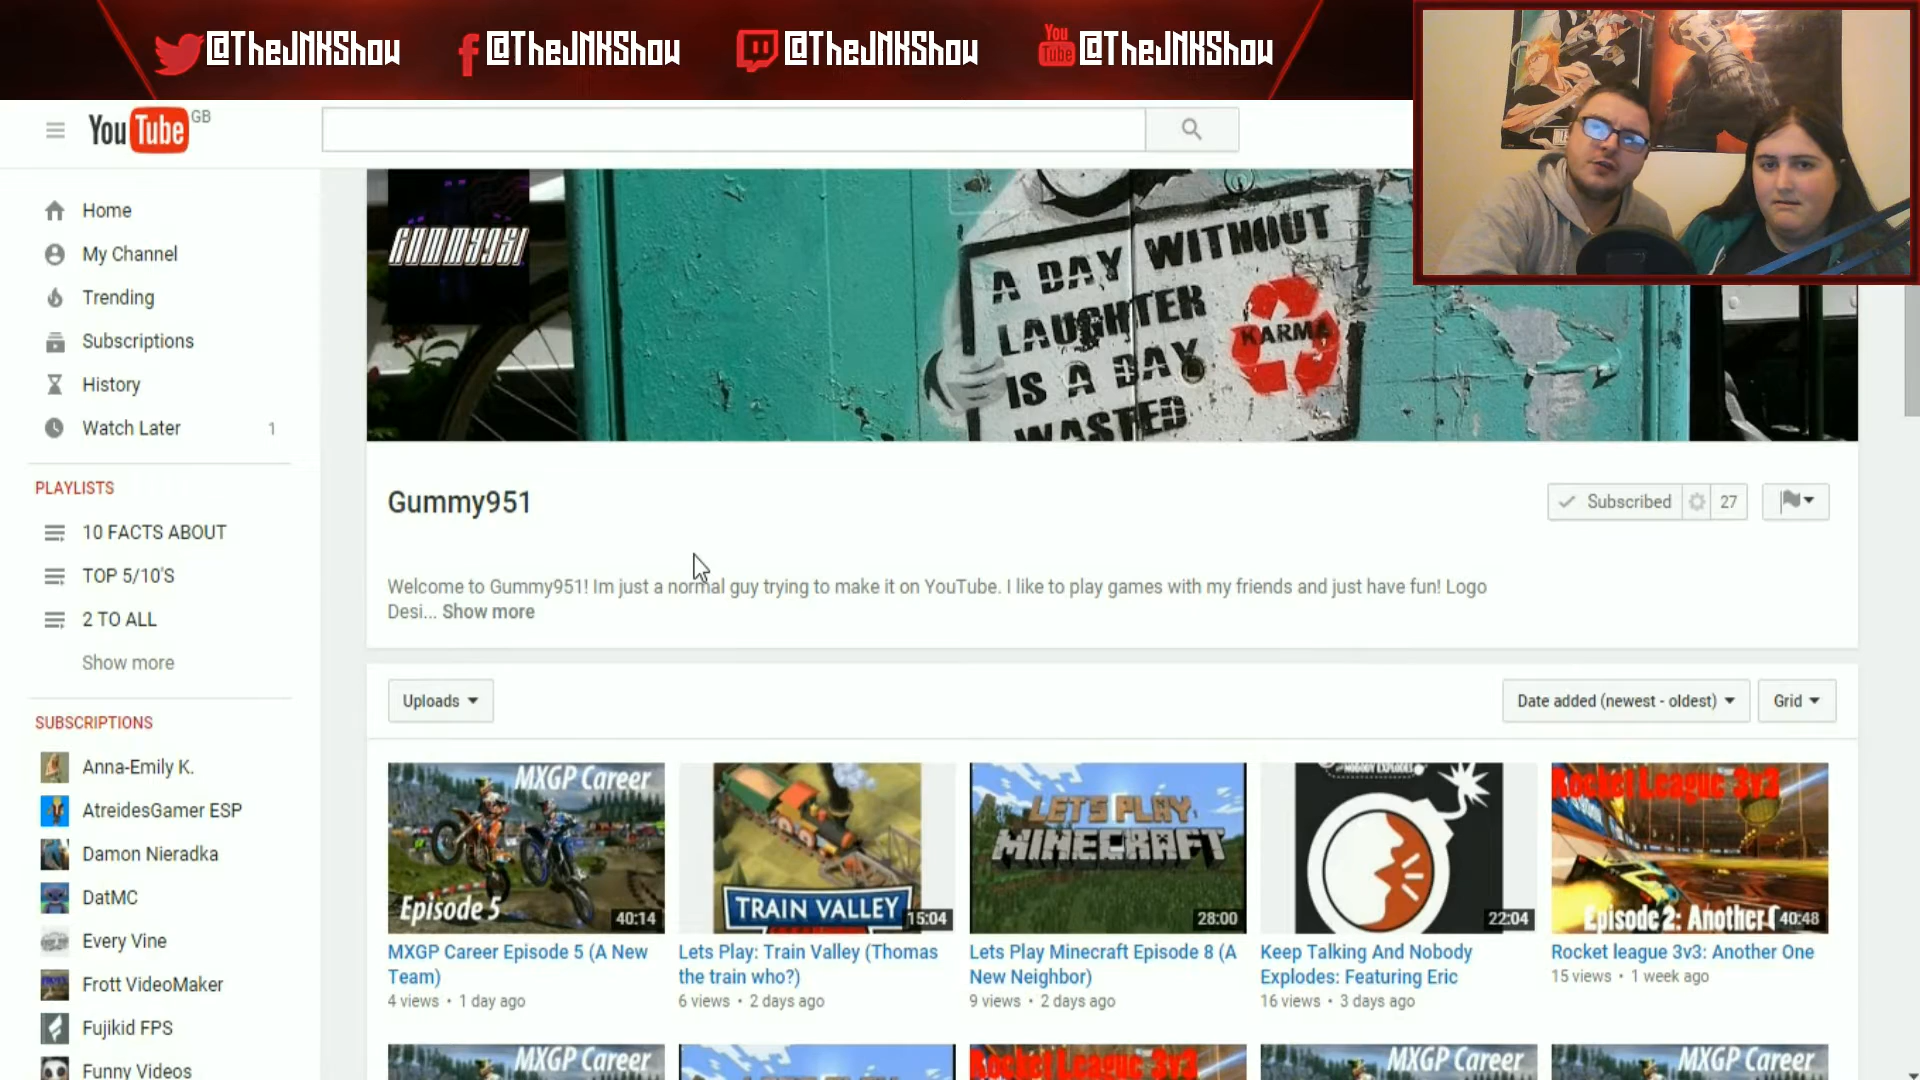 @TheJNKShow @TheJNKShow @TheJNKShow You Tube @TheJNKShow
YouTube GB
Home
My Channel
Trending
Subscriptions
History
Watch Later 1
PLAYLISTS
10 FACTS ABOUT
TOP 5/10'S
2 TO ALL
Show more
SUBSCRIPTIONS
Anna-Emily K.
AtreidesGamer ESP
Damon Nieradka
DatMC
Every Vine
Frott VideoMaker
Fujikid FPS
Funny Videos
GUMMY951
A DAY WITHOUT
LAUGHTER
IS A DAY
WASTED
KARMA
Gummy951
Subscribed 27
Welcome to Gummy951! Im just a normal guy trying to make it on YouTube. I like to play games with my friends and just have fun! Logo
Desi... Show more
Uploads
Date added (newest - oldest)
Grid
MXGP Career
Episode 5
40:14
MXGP Career Episode 5 (A New
Team)
4 views • 1 day ago
TRAIN VALLEY
15:04
Lets Play: Train Valley (Thomas
the train who?)
6 views • 2 days ago
LETS PLAY
MINECRAFT
28:00
Lets Play Minecraft Episode 8 (A
New Neighbor)
9 views • 2 days ago
NOBODY EXPLODES
22:04
Keep Talking And Nobody
Explodes: Featuring Eric
16 views • 3 days ago
Rocket League 3v3
Episode 2: Another
40:48
Rocket league 3v3: Another One
15 views • 1 week ago
MXGP Career
LETS PLAY
Rocket League 3v3
MXGP Career
MXGP Career